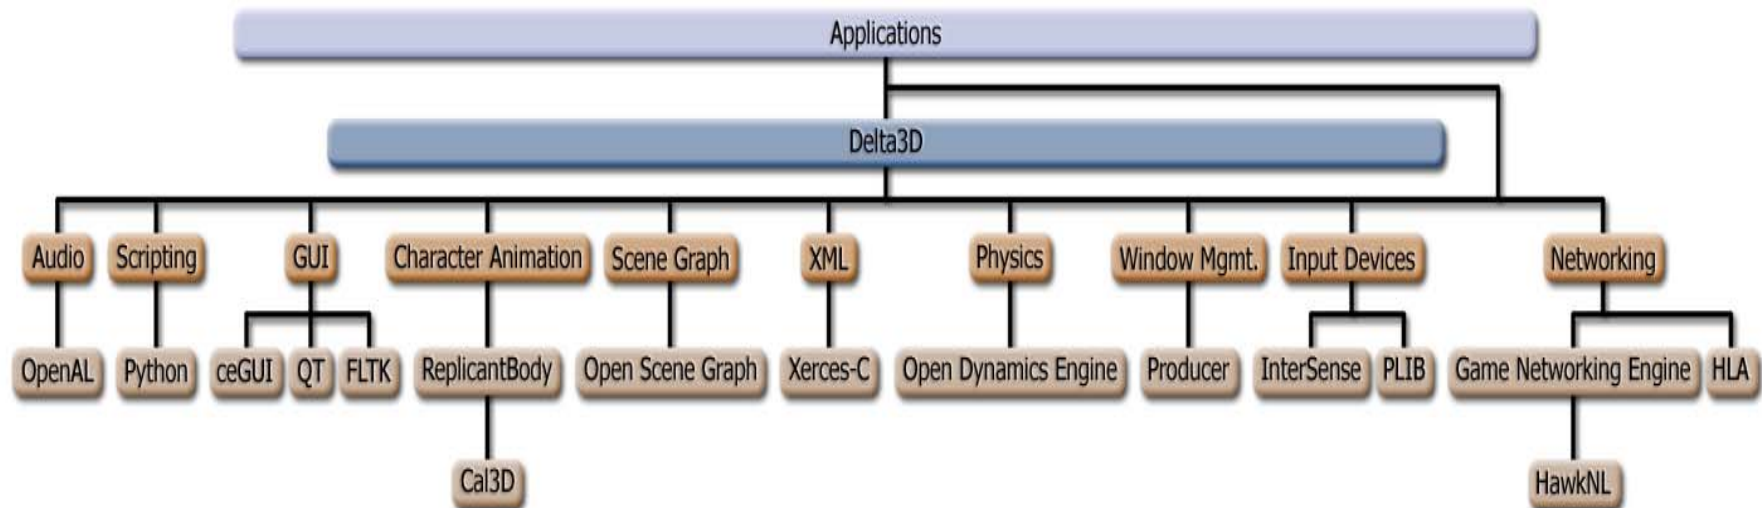 Applications
Delta3D
Audio Scripting GUI Character Animation Scene Graph XML Physics Window Mgmt. Input Devices Networking
OpenAL Python ceGUI QT FLTK ReplicantBody Open Scene Graph Xerces-C Open Dynamics Engine Producer InterSense PLIB Game Networking Engine HLA
Cal3D HawkNL